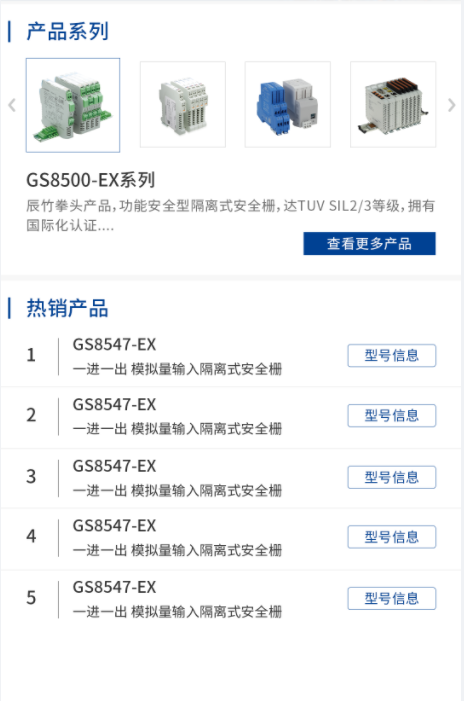 产品系列
GS8500-EX系列
辰竹拳头产品,功能安全型隔离式安全栅,达TUV SIL2/3等级,拥有
国际化认证....
查看更多产品
热销产品
1
GS8547-EX
一进一出 模拟量输入隔离式安全栅
型号信息
2
GS8547-EX
一进一出 模拟量输入隔离式安全栅
型号信息
3
GS8547-EX
一进一出 模拟量输入隔离式安全栅
型号信息
4
GS8547-EX
一进一出 模拟量输入隔离式安全栅
型号信息
5
GS8547-EX
一进一出 模拟量输入隔离式安全栅
型号信息